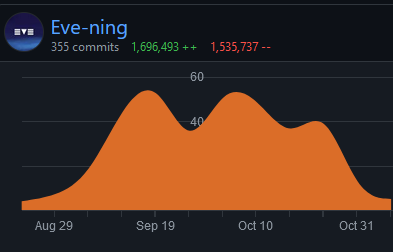 EVE
Eve-ning
355 commits 1,696,493 ++ 1,535,737 --
60
40
Aug 29 Sep 19 Oct 10 Oct 31